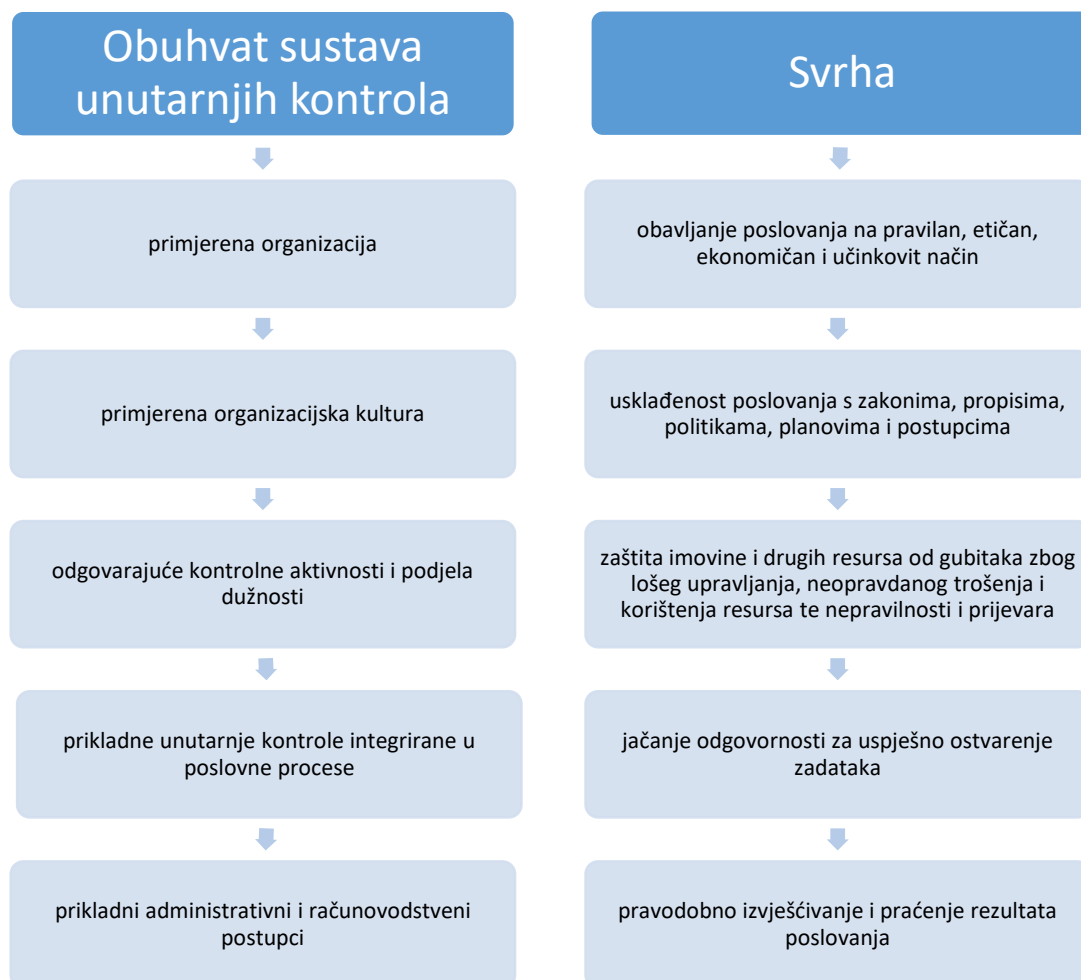 Obuhvat sustava
unutarnjih kontrola
primjerena organizacija
primjerena organizacijska kultura
odgovarajuće kontrolne aktivnosti i podjela
dužnosti
prikladne unutarnje kontrole integrirane u
poslovne procese
prikladni administrativni i računovodstveni
postupci
Svrha
obavljanje poslovanja na pravilan, etičan,
ekonomičan i učinkovit način
usklađenost poslovanja s zakonima, propisima,
politikama, planovima i postupcima
zaštita imovine i drugih resursa od gubitaka zbog
lošeg upravljanja, neopravdanog trošenja i
korištenja resursa te nepravilnosti i prijevara
jačanje odgovornosti za uspješno ostvarenje
zadataka
pravodobno izvješćivanje i praćenje rezultata
poslovanja